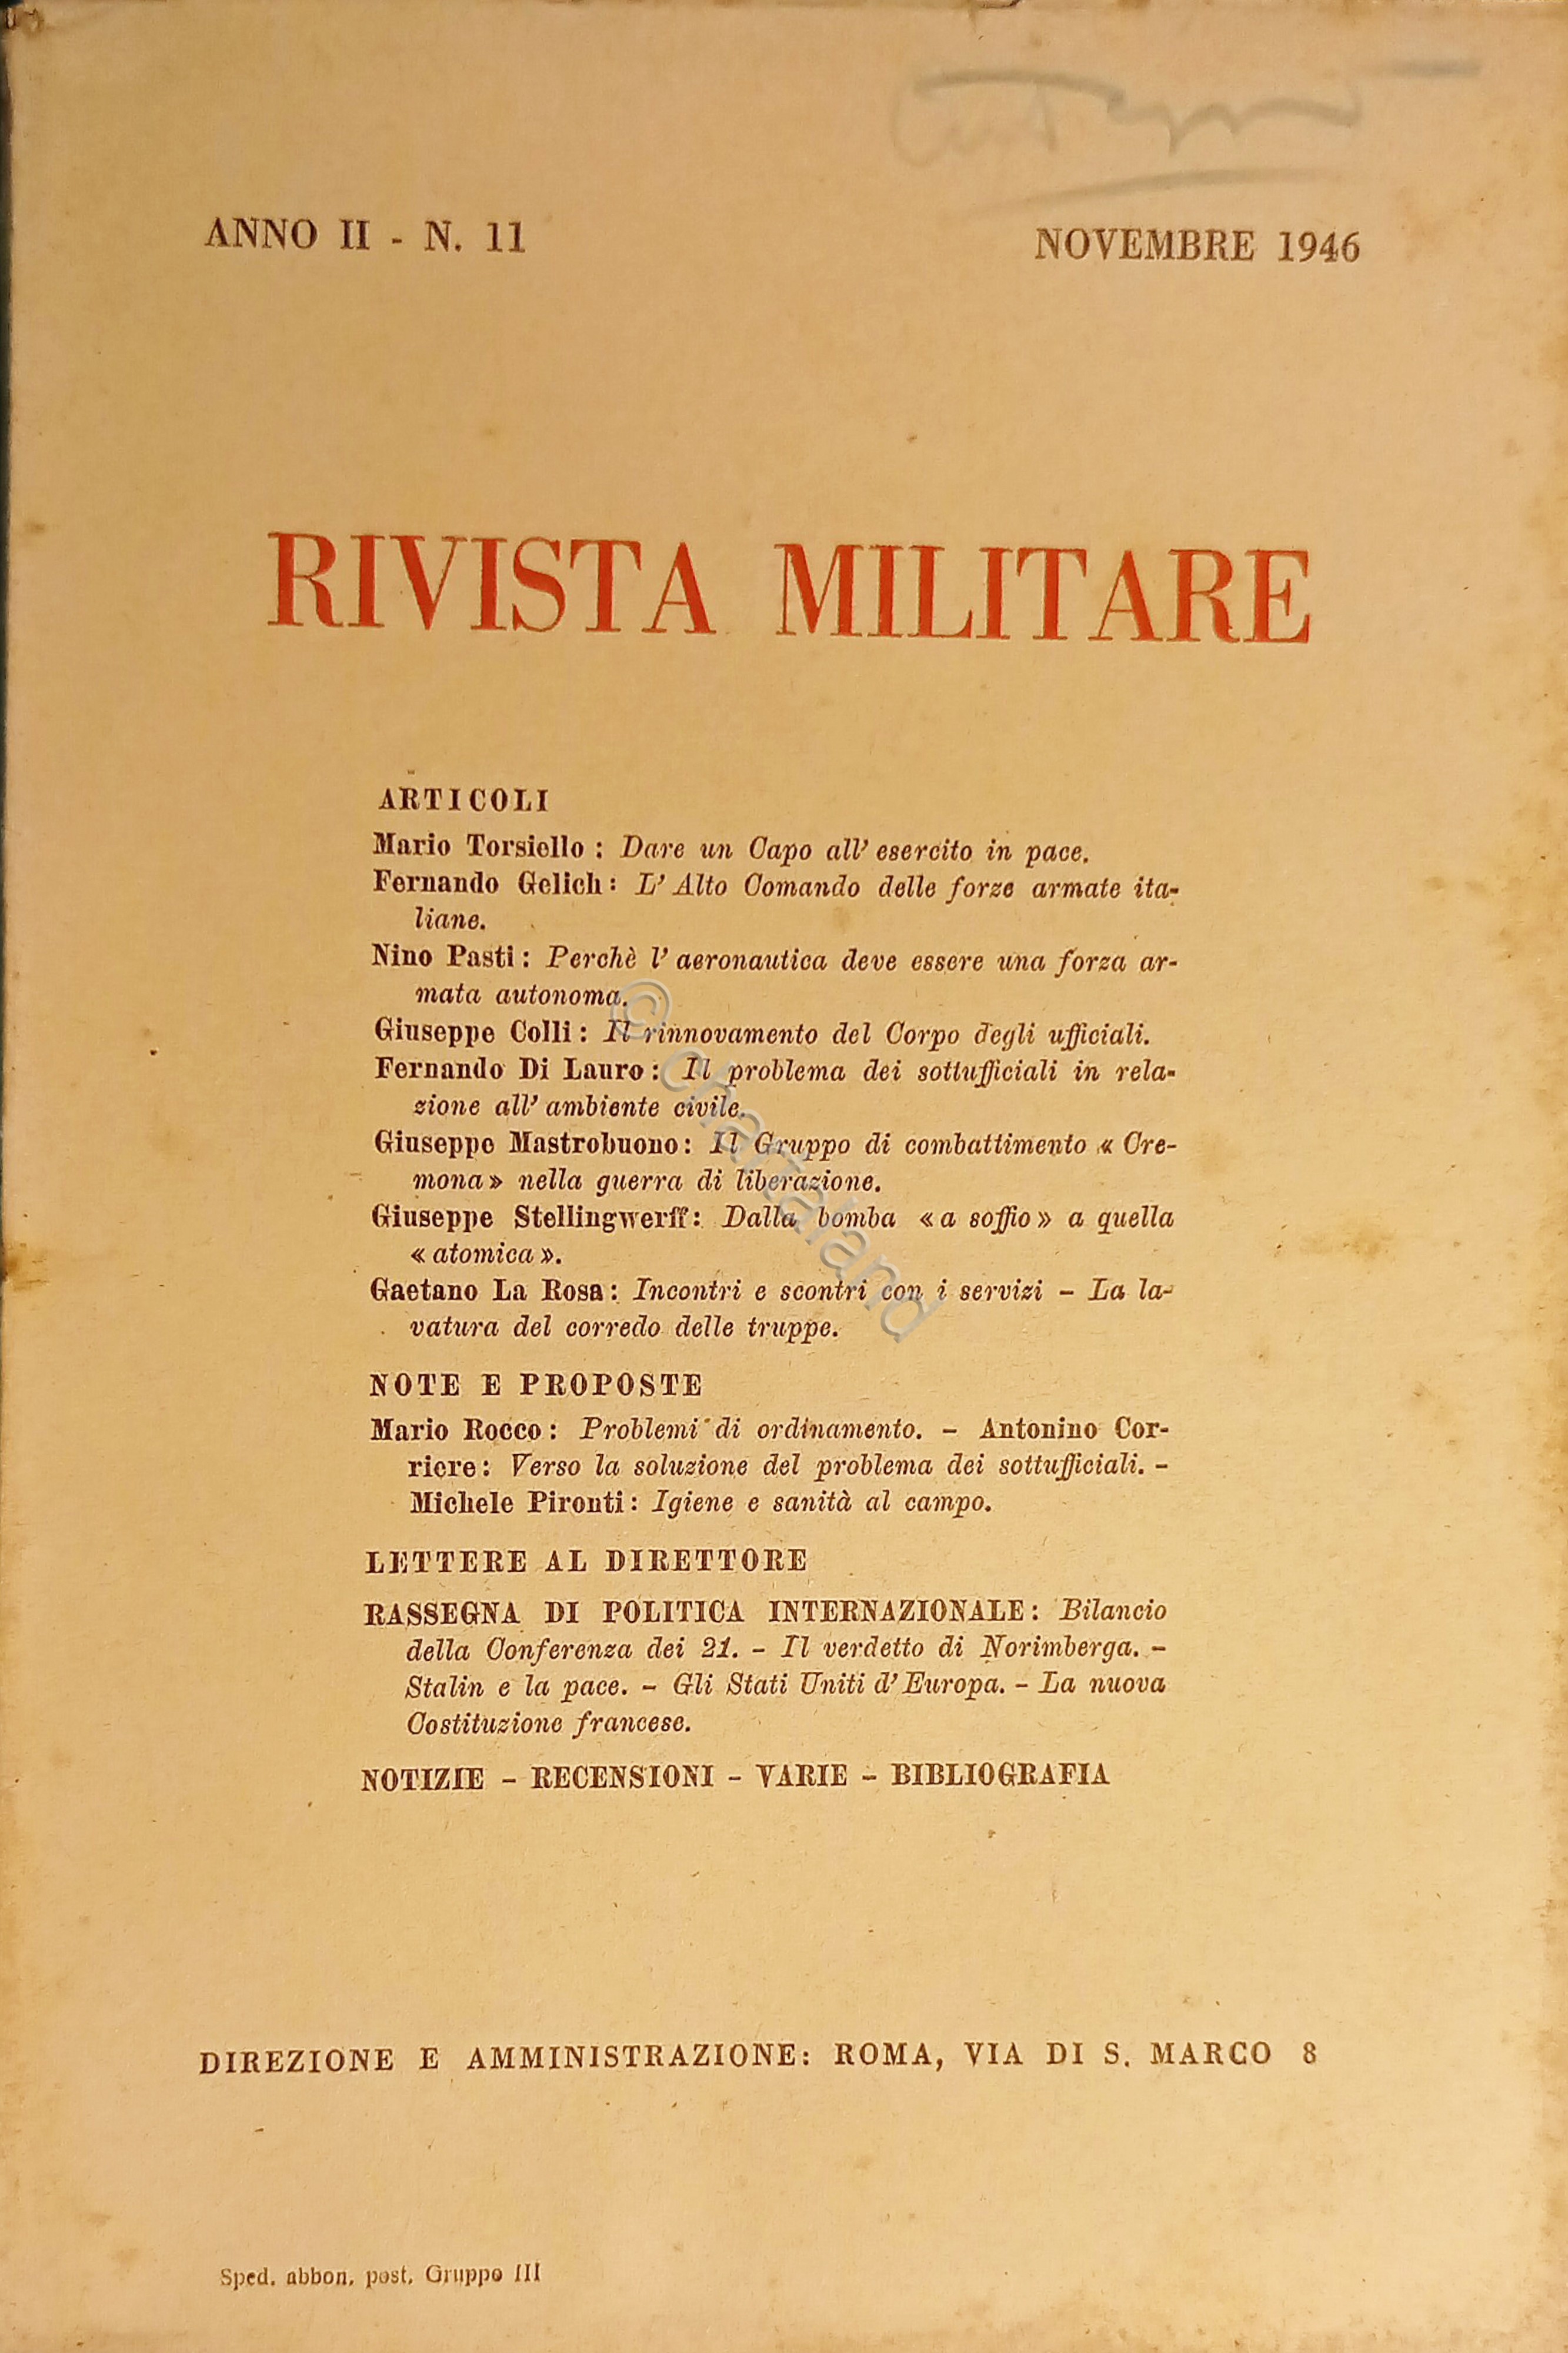 ANNO II - N. 11
NOVEMBRE 1946
RIVISTA MILITARE
ARTICOLI
Mario Torsiello : Dare un Capo all' esercito in pace.
Fernando Gelich : L' Alto Comando delle forze armate ita-
liane.
Nino Pasti : Perchè l' aeronautica deve essere una forza ar-
mata autonoma.
Giuseppe Colli : Il rinnovamento del Corpo degli ufficiali.
Fernando Di Lauro : Il problema dei sottufficiali in rela-
zione all' ambiente civile.
Giuseppe Mastrobuono : Il Gruppo di combattimento « Cre-
mona » nella guerra di liberazione.
Giuseppe Stellingwerff : Dalla bomba « a soffio » a quella
« atomica ».
Gaetano La Rosa : Incontri e scontri con i servizi - La la-
vatura del corredo delle truppe.
NOTE E PROPOSTE
Mario Rocco : Problemi di ordinamento. - Antonino Cor-
riere : Verso la soluzione del problema dei sottufficiali. -
Michele Pironti : Igiene e sanità al campo.
LETTERE AL DIRETTORE
RASSEGNA DI POLITICA INTERNAZIONALE : Bilancio
della Conferenza dei 21. - Il verdetto di Norimberga. -
Stalin e la pace. - Gli Stati Uniti d' Europa. - La nuova
Costituzione francese.
NOTIZIE - RECENSIONI - VARIE - BIBLIOGRAFIA
DIREZIONE E AMMINISTRAZIONE: ROMA, VIA DI S. MARCO 8
Sped. abbon. post. Gruppo III
© chartaland